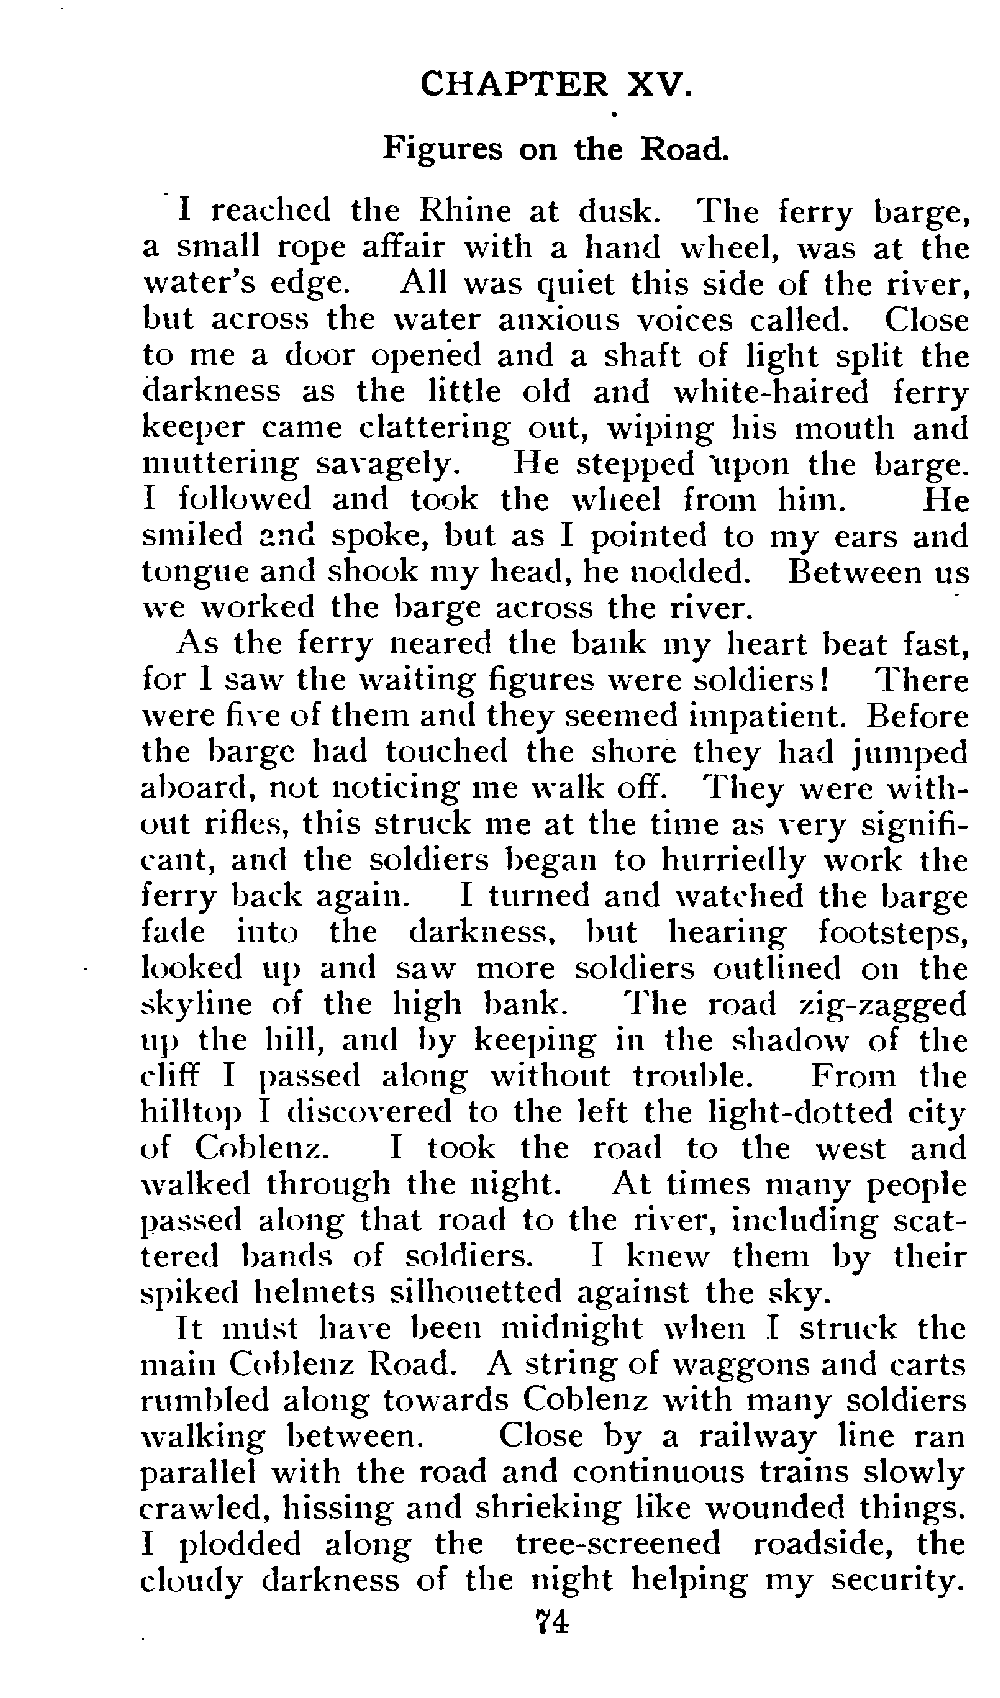 CHAPTER XV.
Figures on the Road.
I reached the Rhine at dusk. The ferry barge,
a small rope affair with a hand wheel, was at the
water's edge. All was quiet this side of the river,
but across the water anxious voices called. Close
to me a door opened and a shaft of light split the
darkness as the little old and white-haired ferry
keeper came clattering out, wiping his mouth and
muttering savagely. He stepped upon the barge.
I followed and took the wheel from him. He
smiled and spoke, but as I pointed to my ears and
tongue and shook my head, he nodded. Between us
we worked the barge across the river.
As the ferry neared the bank my heart beat fast,
for I saw the waiting figures were soldiers! There
were five of them and they seemed impatient. Before
the barge had touched the shore they had jumped
aboard, not noticing me walk off. They were with-
out rifles, this struck me at the time as very signifi-
cant, and the soldiers began to hurriedly work the
ferry back again. I turned and watched the barge
fade into the darkness, but hearing footsteps,
looked up and saw more soldiers outlined on the
skyline of the high bank. The road zig-zagged
up the hill, and by keeping in the shadow of the
cliff I passed along without trouble. From the
hilltop I discovered to the left the light-dotted city
of Coblenz. I took the road to the west and
walked through the night. At times many people
passed along that road to the river, including scat-
tered bands of soldiers. I knew them by their
spiked helmets silhouetted against the sky.
It must have been midnight when I struck the
main Coblenz Road. A string of waggons and carts
rumbled along towards Coblenz with many soldiers
walking between. Close by a railway line ran
parallel with the road and continuous trains slowly
crawled, hissing and shrieking like wounded things.
I plodded along the tree-screened roadside, the
cloudy darkness of the night helping my security.
74